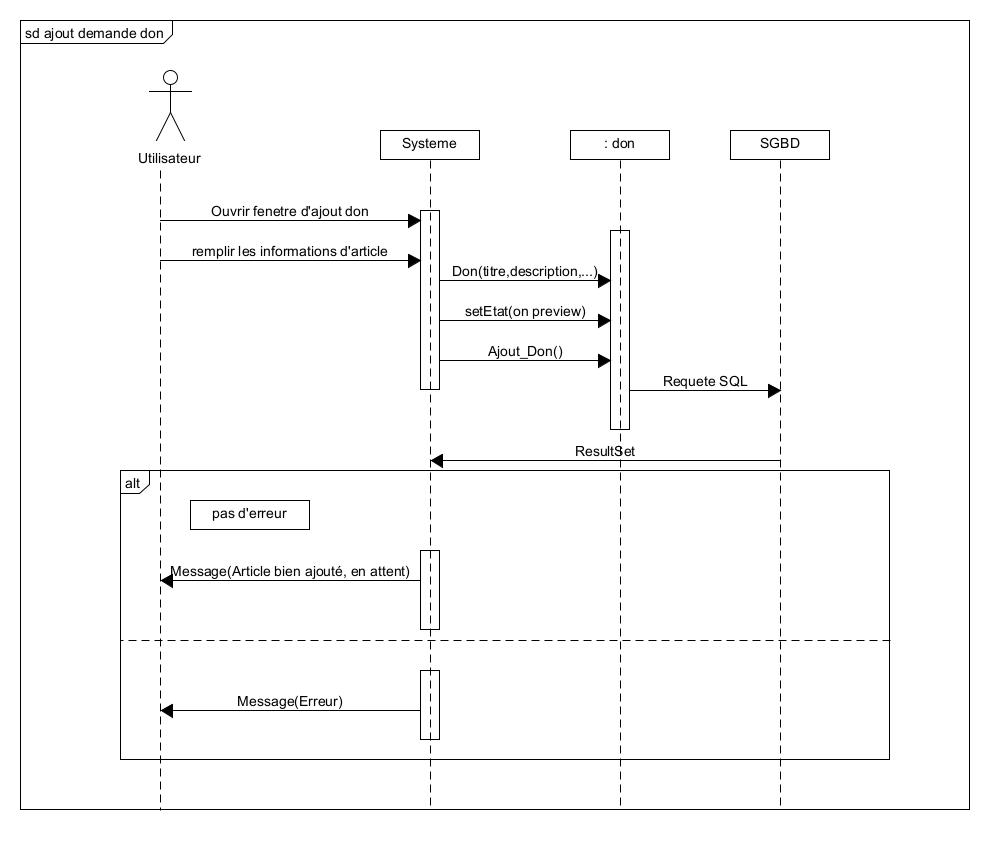 sd ajout demande don
Utilisateur
Systeme
: don
SGBD
Ouvrir fenetre d'ajout don
remplir les informations d'article
Don(titre,description,...)
setEtat(on preview)
Ajout_Don()
Requete SQL
ResultSet
alt
pas d'erreur
Message(Article bien ajouté, en attent)
Message(Erreur)